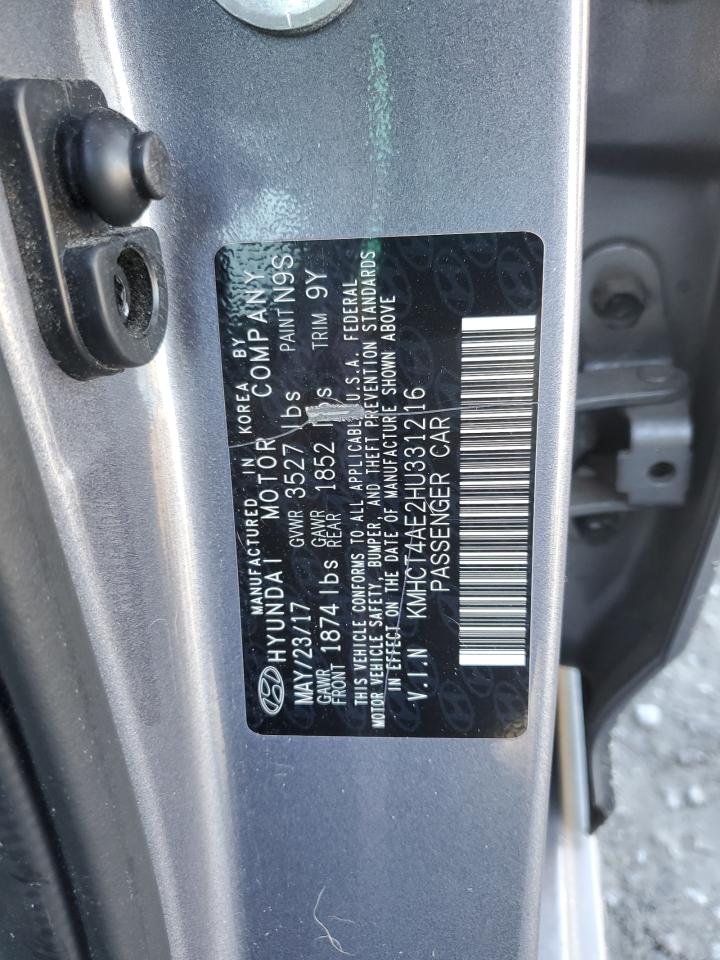 MANUFACTURED IN KOREA BY
HYUNDAI MOTOR COMPANY
MAY/23/17 GVWR 3527 lbs PAINT N9S
GAWR FRONT 1874 lbs GAWR REAR 1852 lbs TRIM 9Y
THIS VEHICLE CONFORMS TO ALL APPLICABLE U.S.A. FEDERAL
MOTOR VEHICLE SAFETY, BUMPER, AND THEFT PREVENTION STANDARDS
IN EFFECT ON THE DATE OF MANUFACTURE SHOWN ABOVE
V.I.N KMHCT4AE2HU331216
PASSENGER CAR